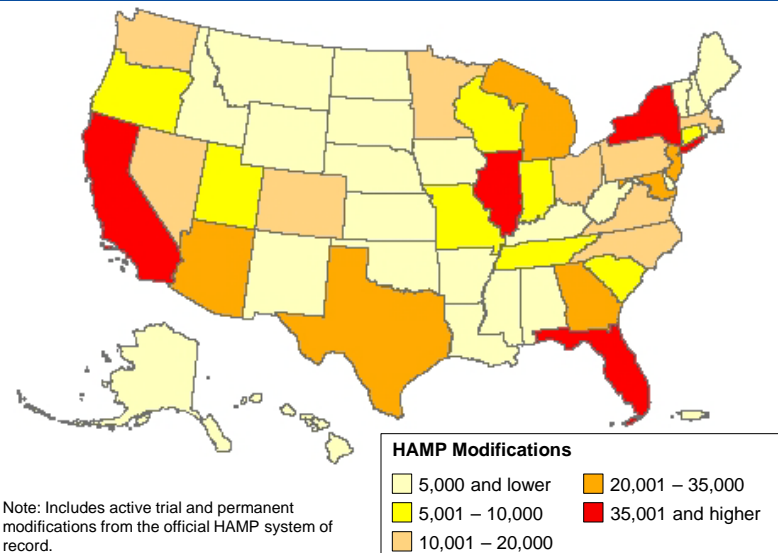 HAMP Modifications
5,000 and lower
20,001 – 35,000
5,001 – 10,000
35,001 and higher
10,001 – 20,000
Note: Includes active trial and permanent
modifications from the official HAMP system of
record.